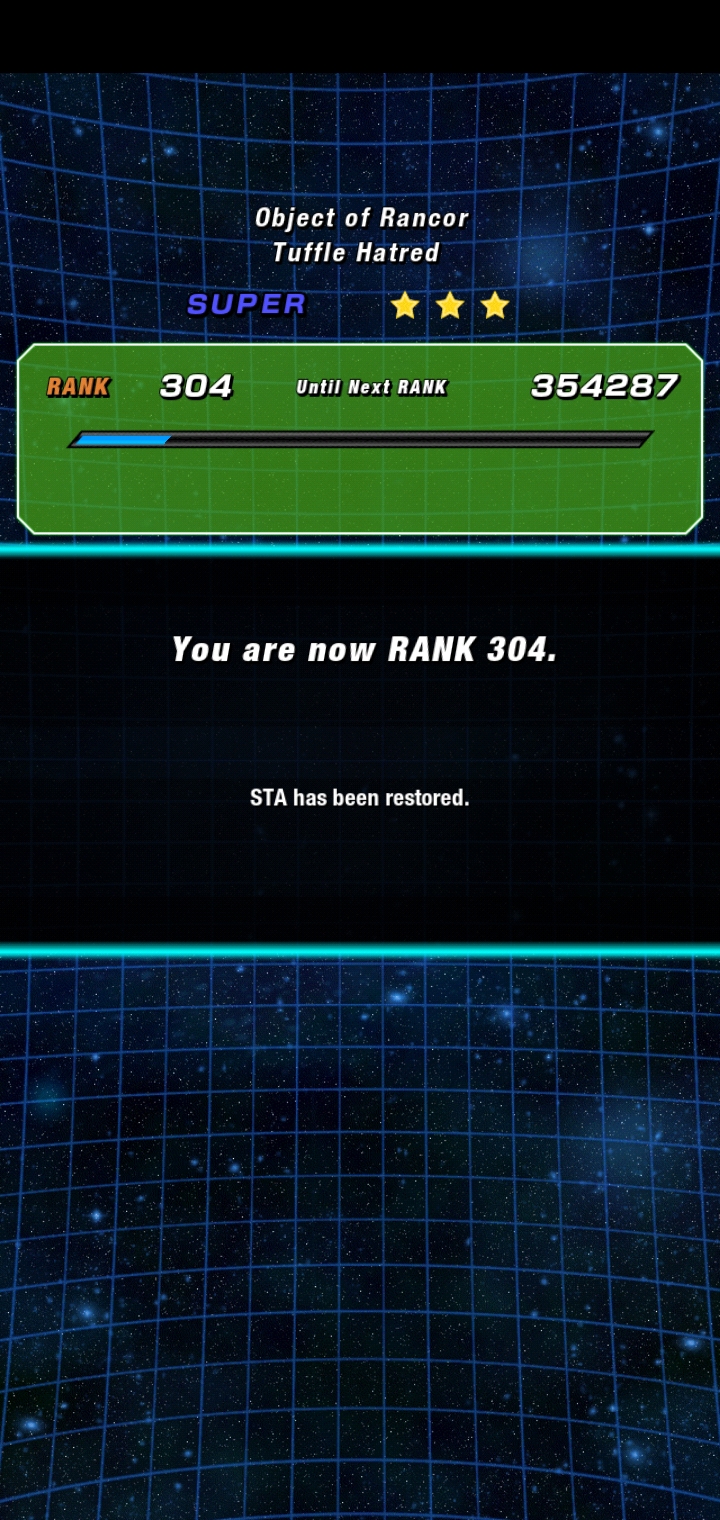 Object of Rancor
Tuffle Hatred
SUPER
RANK 304 Until Next RANK 354287
You are now RANK 304.
STA has been restored.